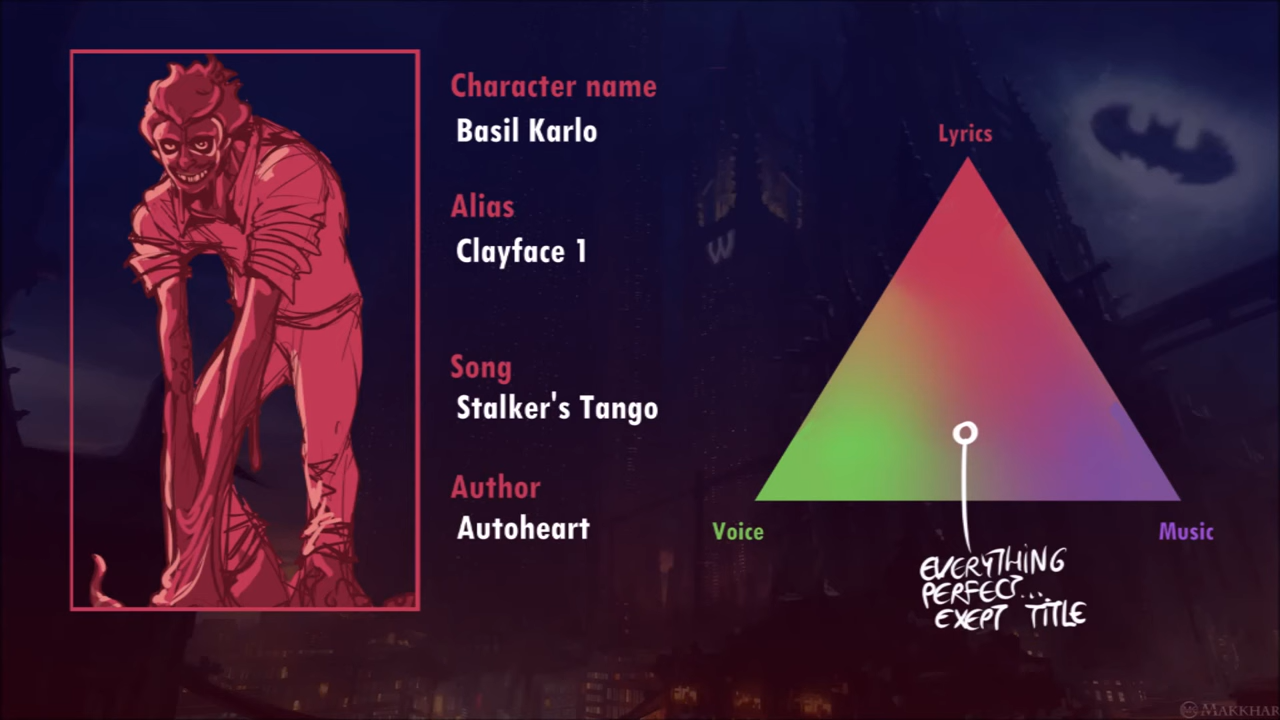 Character name
Basil Karlo
Alias
Clayface 1
Song
Stalker's Tango
Author
Autoheart
Lyrics
Voice
Music
EVERYTHING
PERFECT...
EXEPT TITLE
W
MAKKHAR